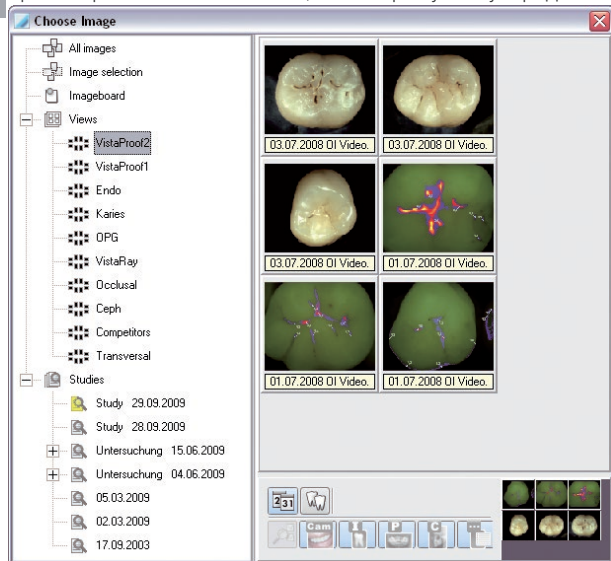 Choose Image
All images
Image selection
Imageboard
Views
VistaProof2
VistaProof1
Endo
Karies
OPG
VistaRay
Occlusal
Ceph
Competitors
Transversal
Studies
Study 29.09.2009
Study 28.09.2009
Untersuchung 15.06.2009
Untersuchung 04.06.2009
05.03.2009
02.03.2009
17.09.2003
03.07.2008 OI Video.
03.07.2008 OI Video.
03.07.2008 OI Video.
01.07.2008 OI Video.
01.07.2008 OI Video.
01.07.2008 OI Video.
2 31
Cam
I
P
C